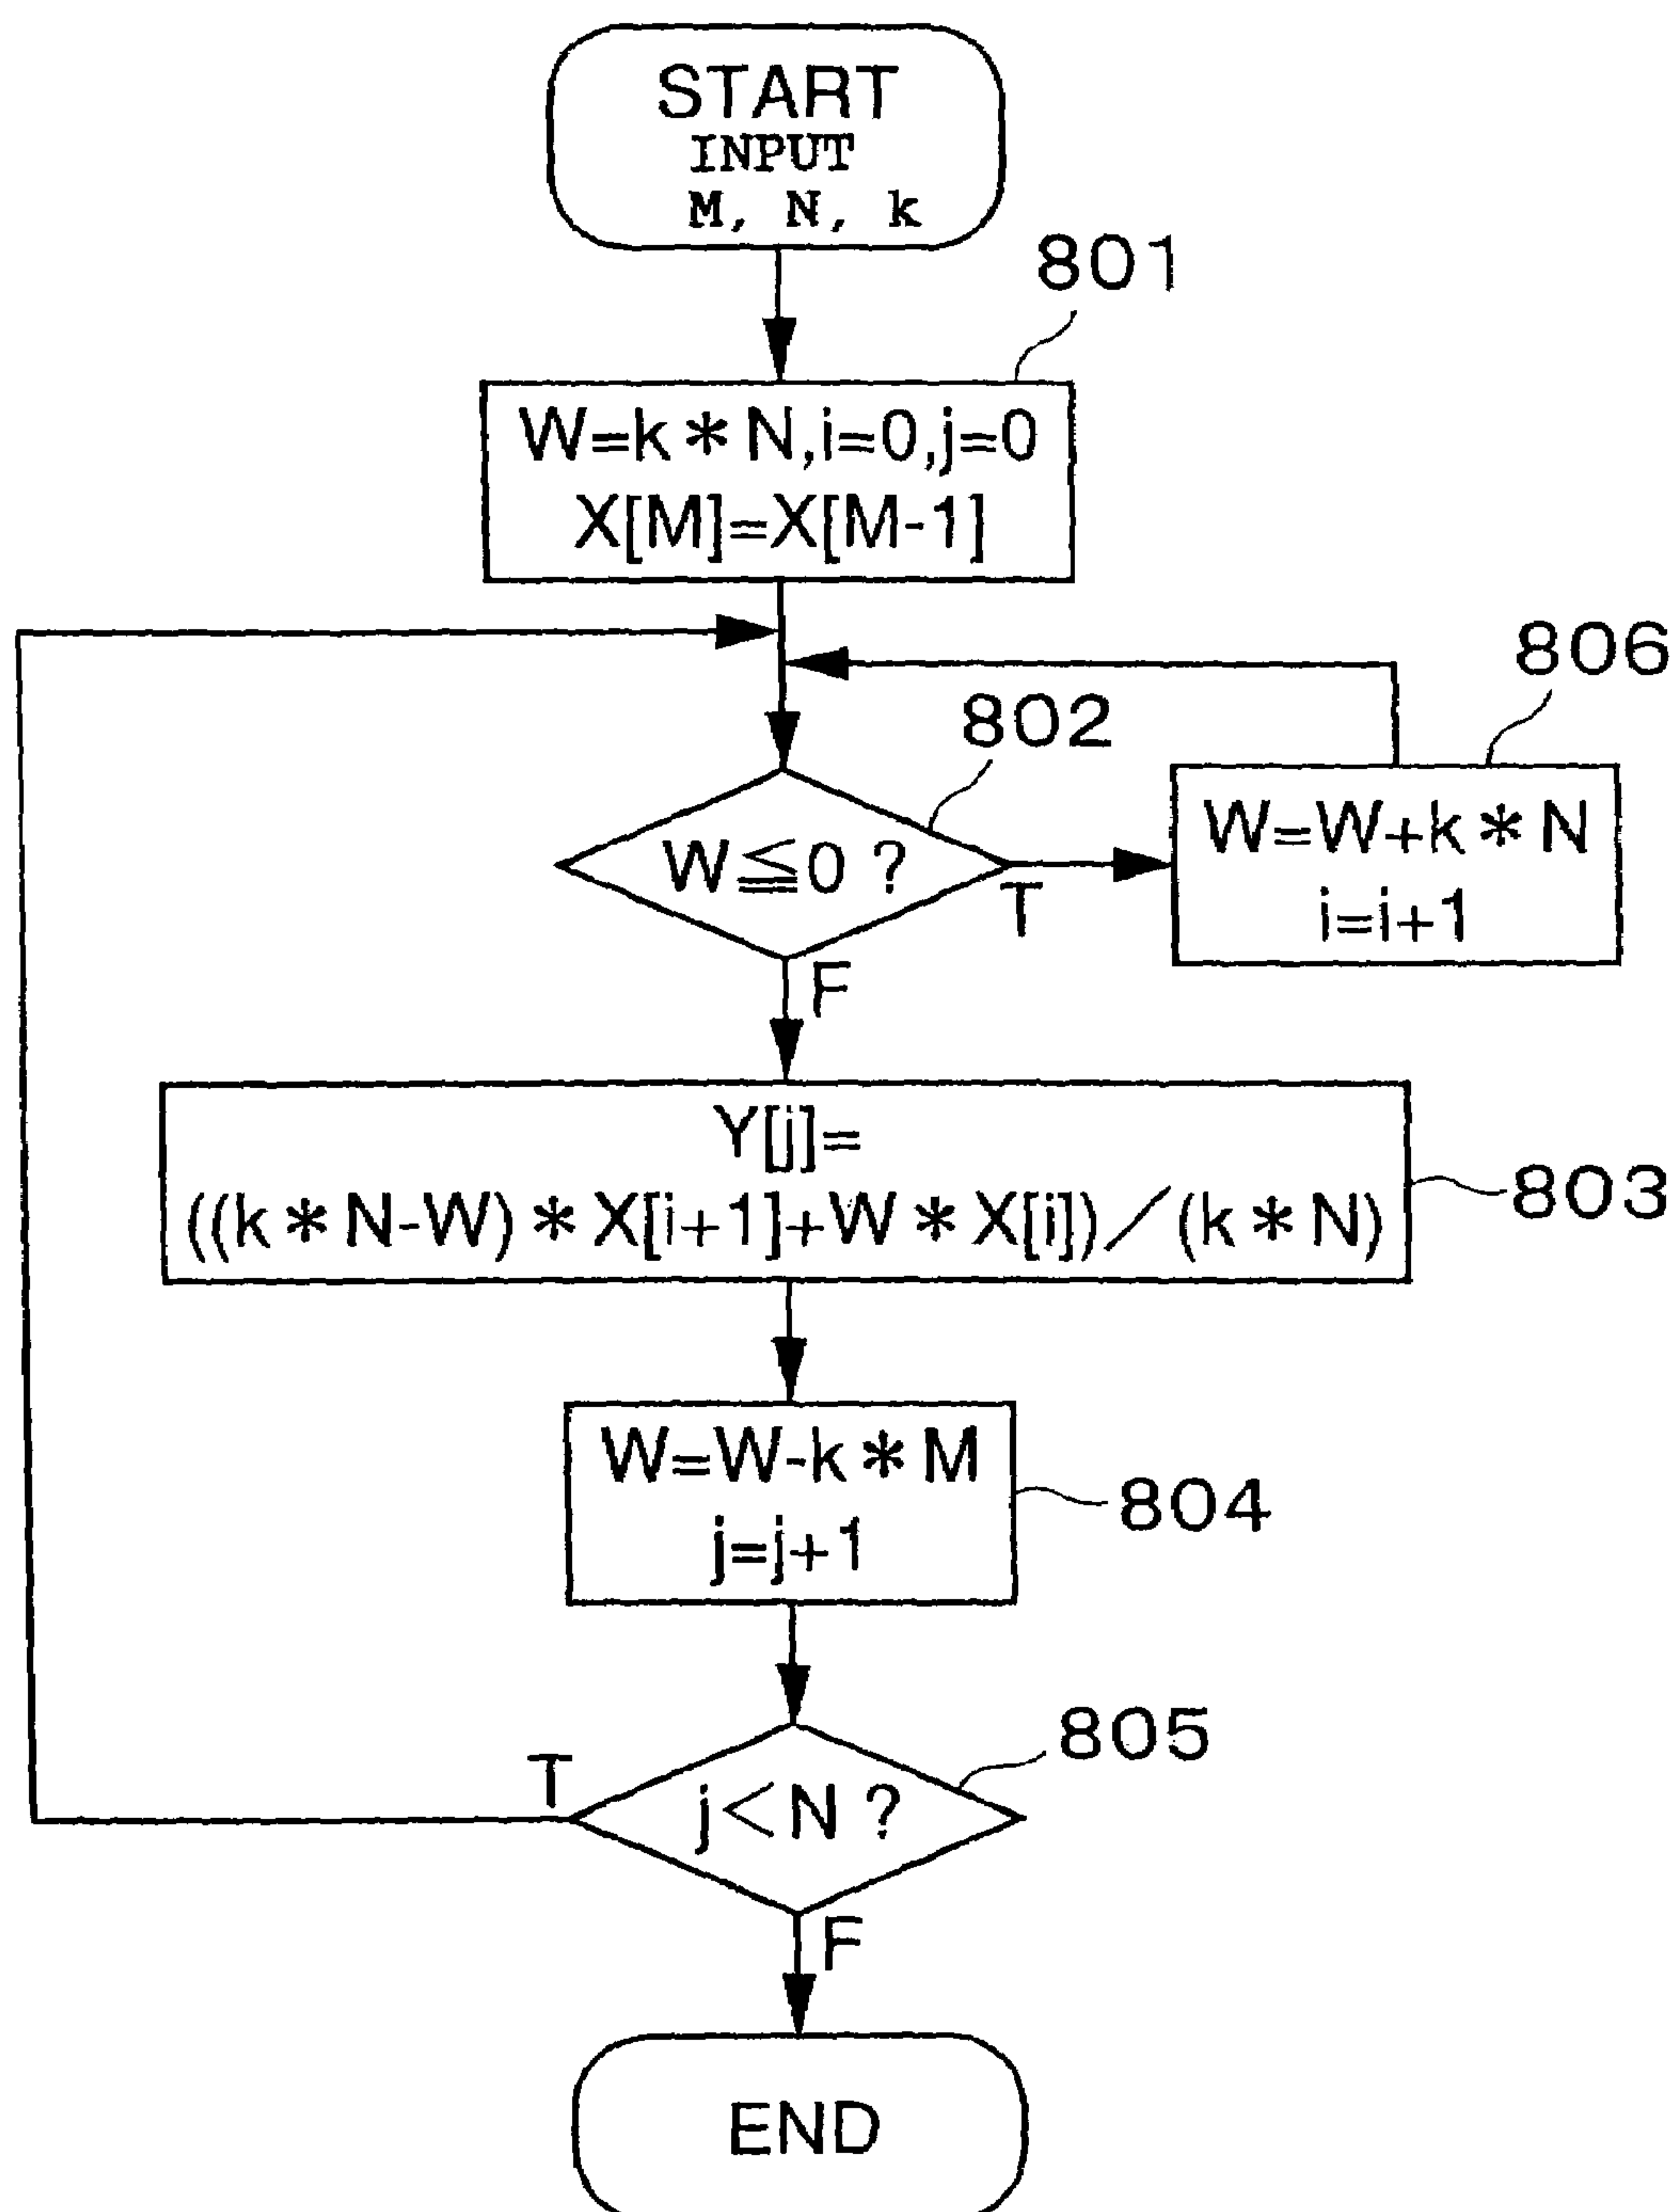 START
INPUT
M, N, k
801
W=k*N,i=0,j=0
X[M]=X[M-1]
806
802
W≦0 ?
T
W=W+k*N
i=i+1
F
Y[j]=
((k*N-W)*X[i+1]+W*X[i])/(k*N)
803
W=W-k*M
j=j+1
804
805
T
j<N ?
F
END